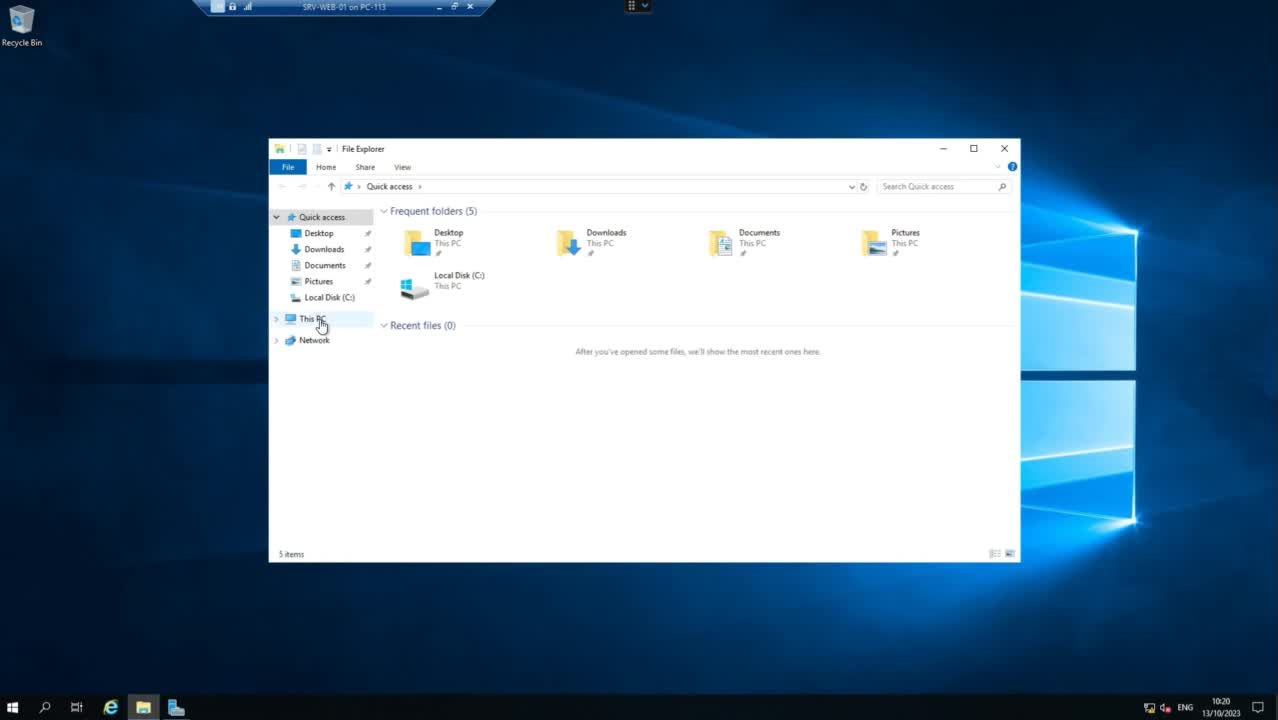 SRV-WEB-01 on PC-113
Recycle Bin
File Explorer
File Home Share View
Quick access
Search Quick access
Quick access
Desktop
Downloads
Documents
Pictures
Local Disk (C:)
This PC
Network
Frequent folders (5)
Desktop
This PC
Downloads
This PC
Documents
This PC
Pictures
This PC
Local Disk (C:)
This PC
Recent files (0)
After you've opened some files, we'll show the most recent ones here.
5 items
ENG
10:20
13/10/2023